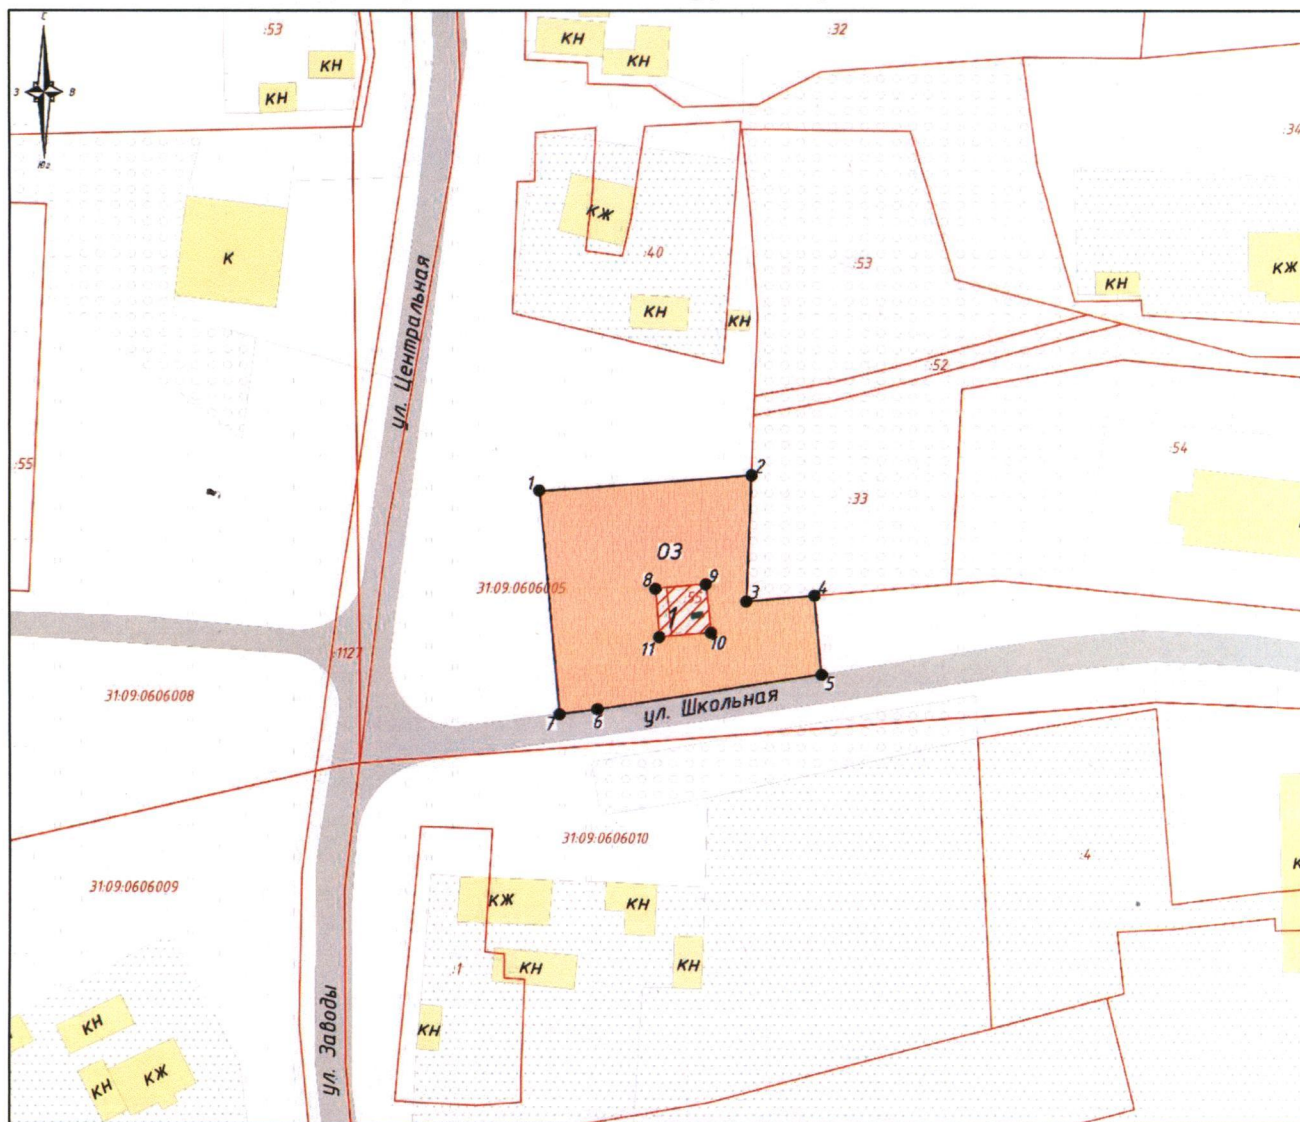 С
З
В
Юг
:53
КН
КН
КН
КН
:32
:34
К
КЖ
:40
КН
КН
:53
КН
КЖ
ул. Центральная
:52
:55
:54
:33
1
2
03
31:09:0606005
8
9
:55
1
3
4
11
10
5
:1127
31:09:0606008
7
6
ул. Школьная
31:09:0606010
31:09:0606009
:4
КЖ
КН
:1
КН
КН
КН
ул. Заводы
КН
КН
КЖ